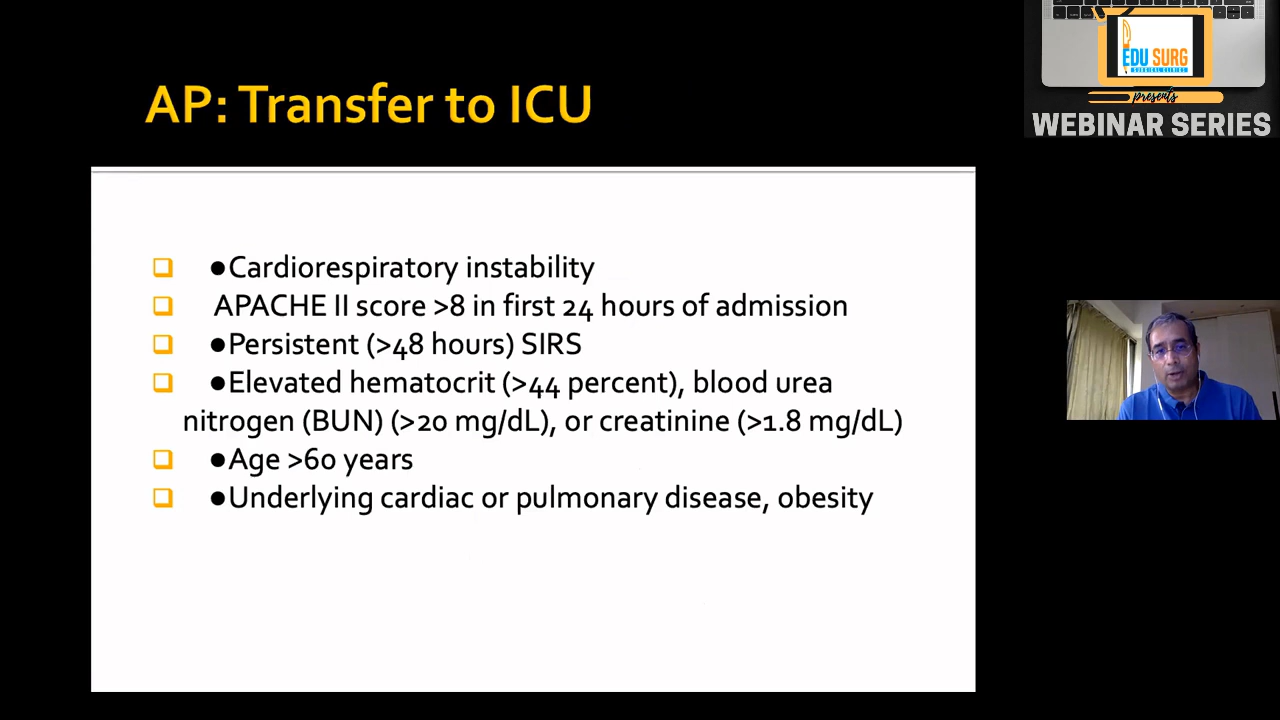 AP: Transfer to ICU
❑ ●Cardiorespiratory instability
❑ APACHE II score >8 in first 24 hours of admission
❑ ●Persistent (>48 hours) SIRS
❑ ●Elevated hematocrit (>44 percent), blood urea
nitrogen (BUN) (>20 mg/dL), or creatinine (>1.8 mg/dL)
❑ ●Age >60 years
❑ ●Underlying cardiac or pulmonary disease, obesity
EDU SURG
SURGICAL CLINICS
presents
WEBINAR SERIES